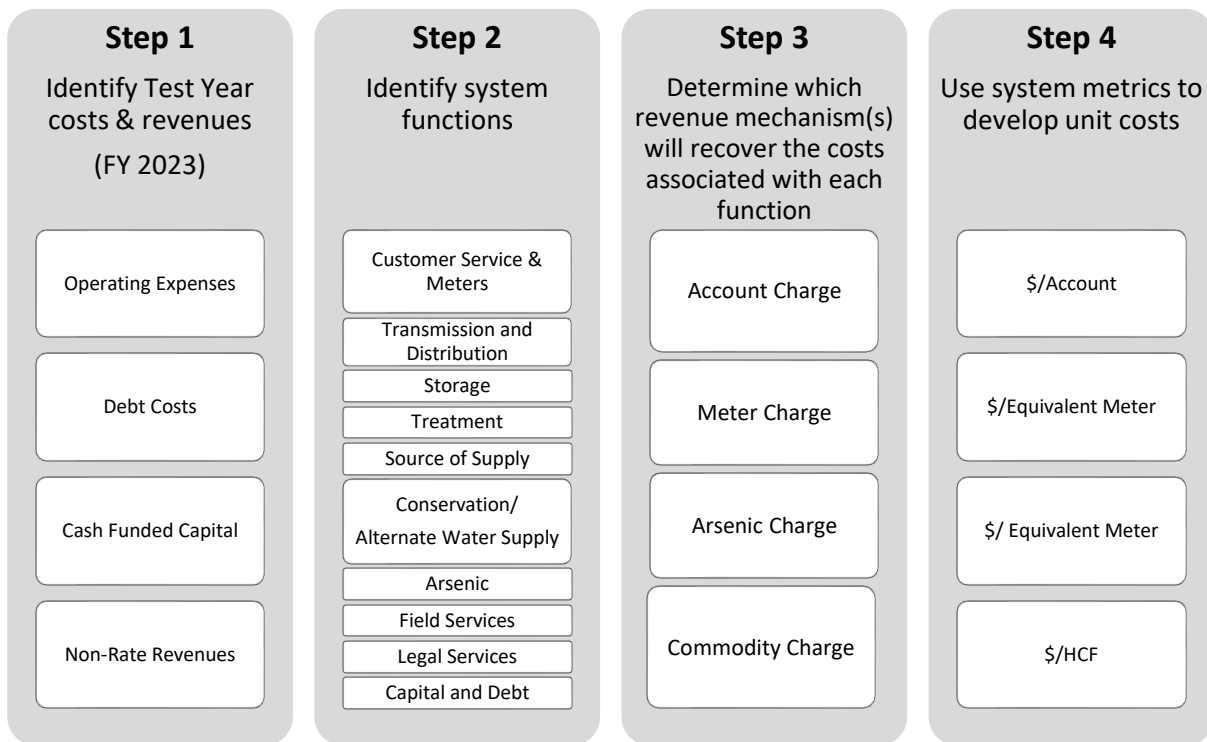 Step 1
Identify Test Year
costs & revenues
(FY 2023)
Operating Expenses
Debt Costs
Cash Funded Capital
Non-Rate Revenues
Step 2
Identify system
functions
Customer Service &
Meters
Transmission and
Distribution
Storage
Treatment
Source of Supply
Conservation/
Alternate Water Supply
Arsenic
Field Services
Legal Services
Capital and Debt
Step 3
Determine which
revenue mechanism(s)
will recover the costs
associated with each
function
Account Charge
Meter Charge
Arsenic Charge
Commodity Charge
Step 4
Use system metrics to
develop unit costs
$/Account
$/Equivalent Meter
$/ Equivalent Meter
$/HCF